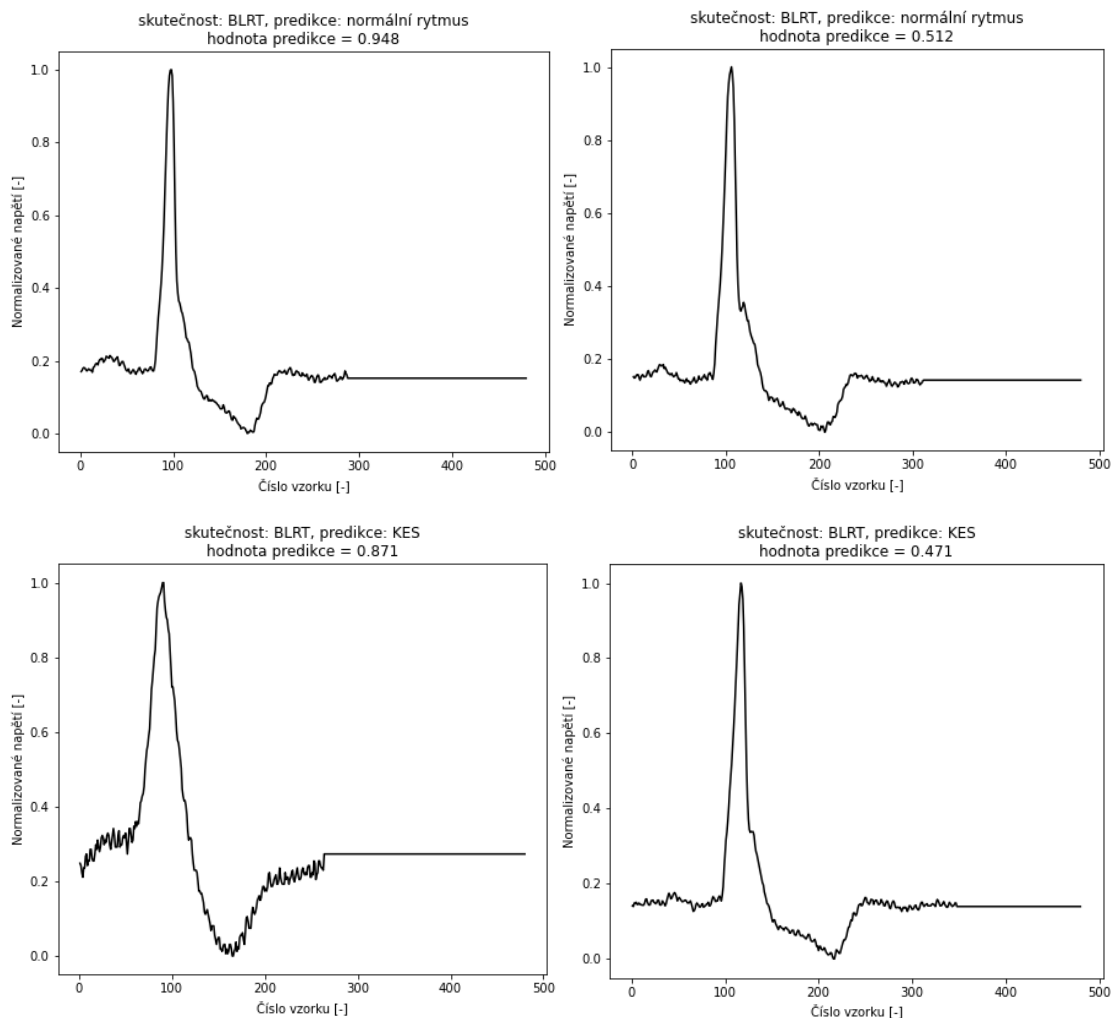 skutečnost: BLRT, predikce: normální rytmus
hodnota predikce = 0.948
1.0
0.8
0.6
0.4
0.2
0.0
Normalizované napětí [-]
0 100 200 300 400 500
Číslo vzorku [-]
skutečnost: BLRT, predikce: normální rytmus
hodnota predikce = 0.512
1.0
0.8
0.6
0.4
0.2
0.0
Normalizované napětí [-]
0 100 200 300 400 500
Číslo vzorku [-]
skutečnost: BLRT, predikce: KES
hodnota predikce = 0.871
1.0
0.8
0.6
0.4
0.2
0.0
Normalizované napětí [-]
0 100 200 300 400 500
Číslo vzorku [-]
skutečnost: BLRT, predikce: KES
hodnota predikce = 0.471
1.0
0.8
0.6
0.4
0.2
0.0
Normalizované napětí [-]
0 100 200 300 400 500
Číslo vzorku [-]